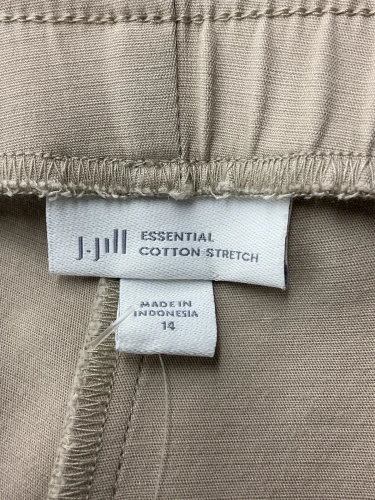 J.Jill ESSENTIAL
COTTON STRETCH
MADE IN
INDONESIA
14